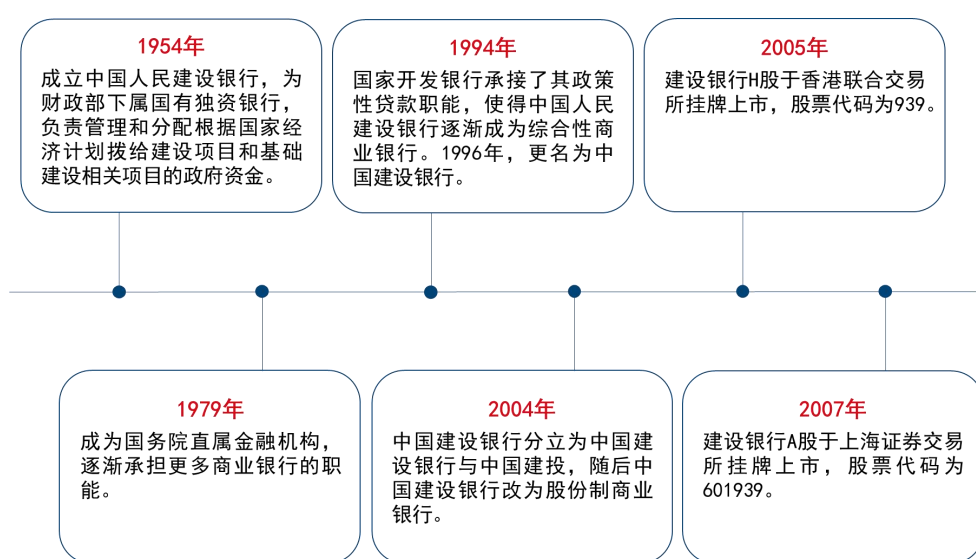 1954年
成立中国人民建设银行，为
财政部下属国有独资银行，
负责管理和分配根据国家经
济计划拨给建设项目和基础
建设相关项目的政府资金。
1979年
成为国务院直属金融机构，
逐渐承担更多商业银行的职
能。
1994年
国家开发银行承接了其政策
性贷款职能，使得中国人民
建设银行逐渐成为综合性商
业银行。1996年，更名为中
国建设银行。
2004年
中国建设银行分立为中国建
设银行与中国建投，随后中
国建设银行改为股份制商业
银行。
2005年
建设银行H股于香港联合交易
所挂牌上市，股票代码为939。
2007年
建设银行A股于上海证券交易
所挂牌上市，股票代码为
601939。